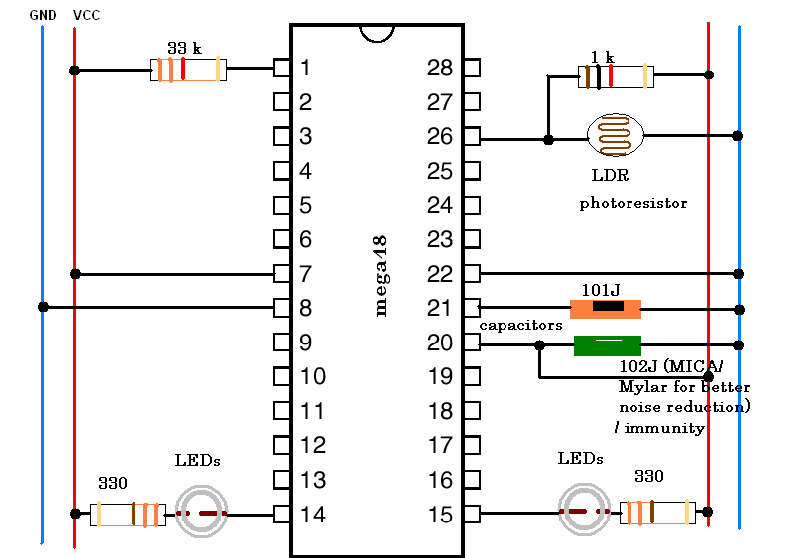 GND VCC
33 k
1 k
1 28
2 27
3 26
4 25
LDR
photoresistor
5 24
6 23
mega48
7 22
8 21
101J
capacitors
9 20
102J (MICA/
Mylar for better
noise reduction)
/ immunity
10 19
11 18
12 17
13 16
LEDs
330
LEDs
330
14 15